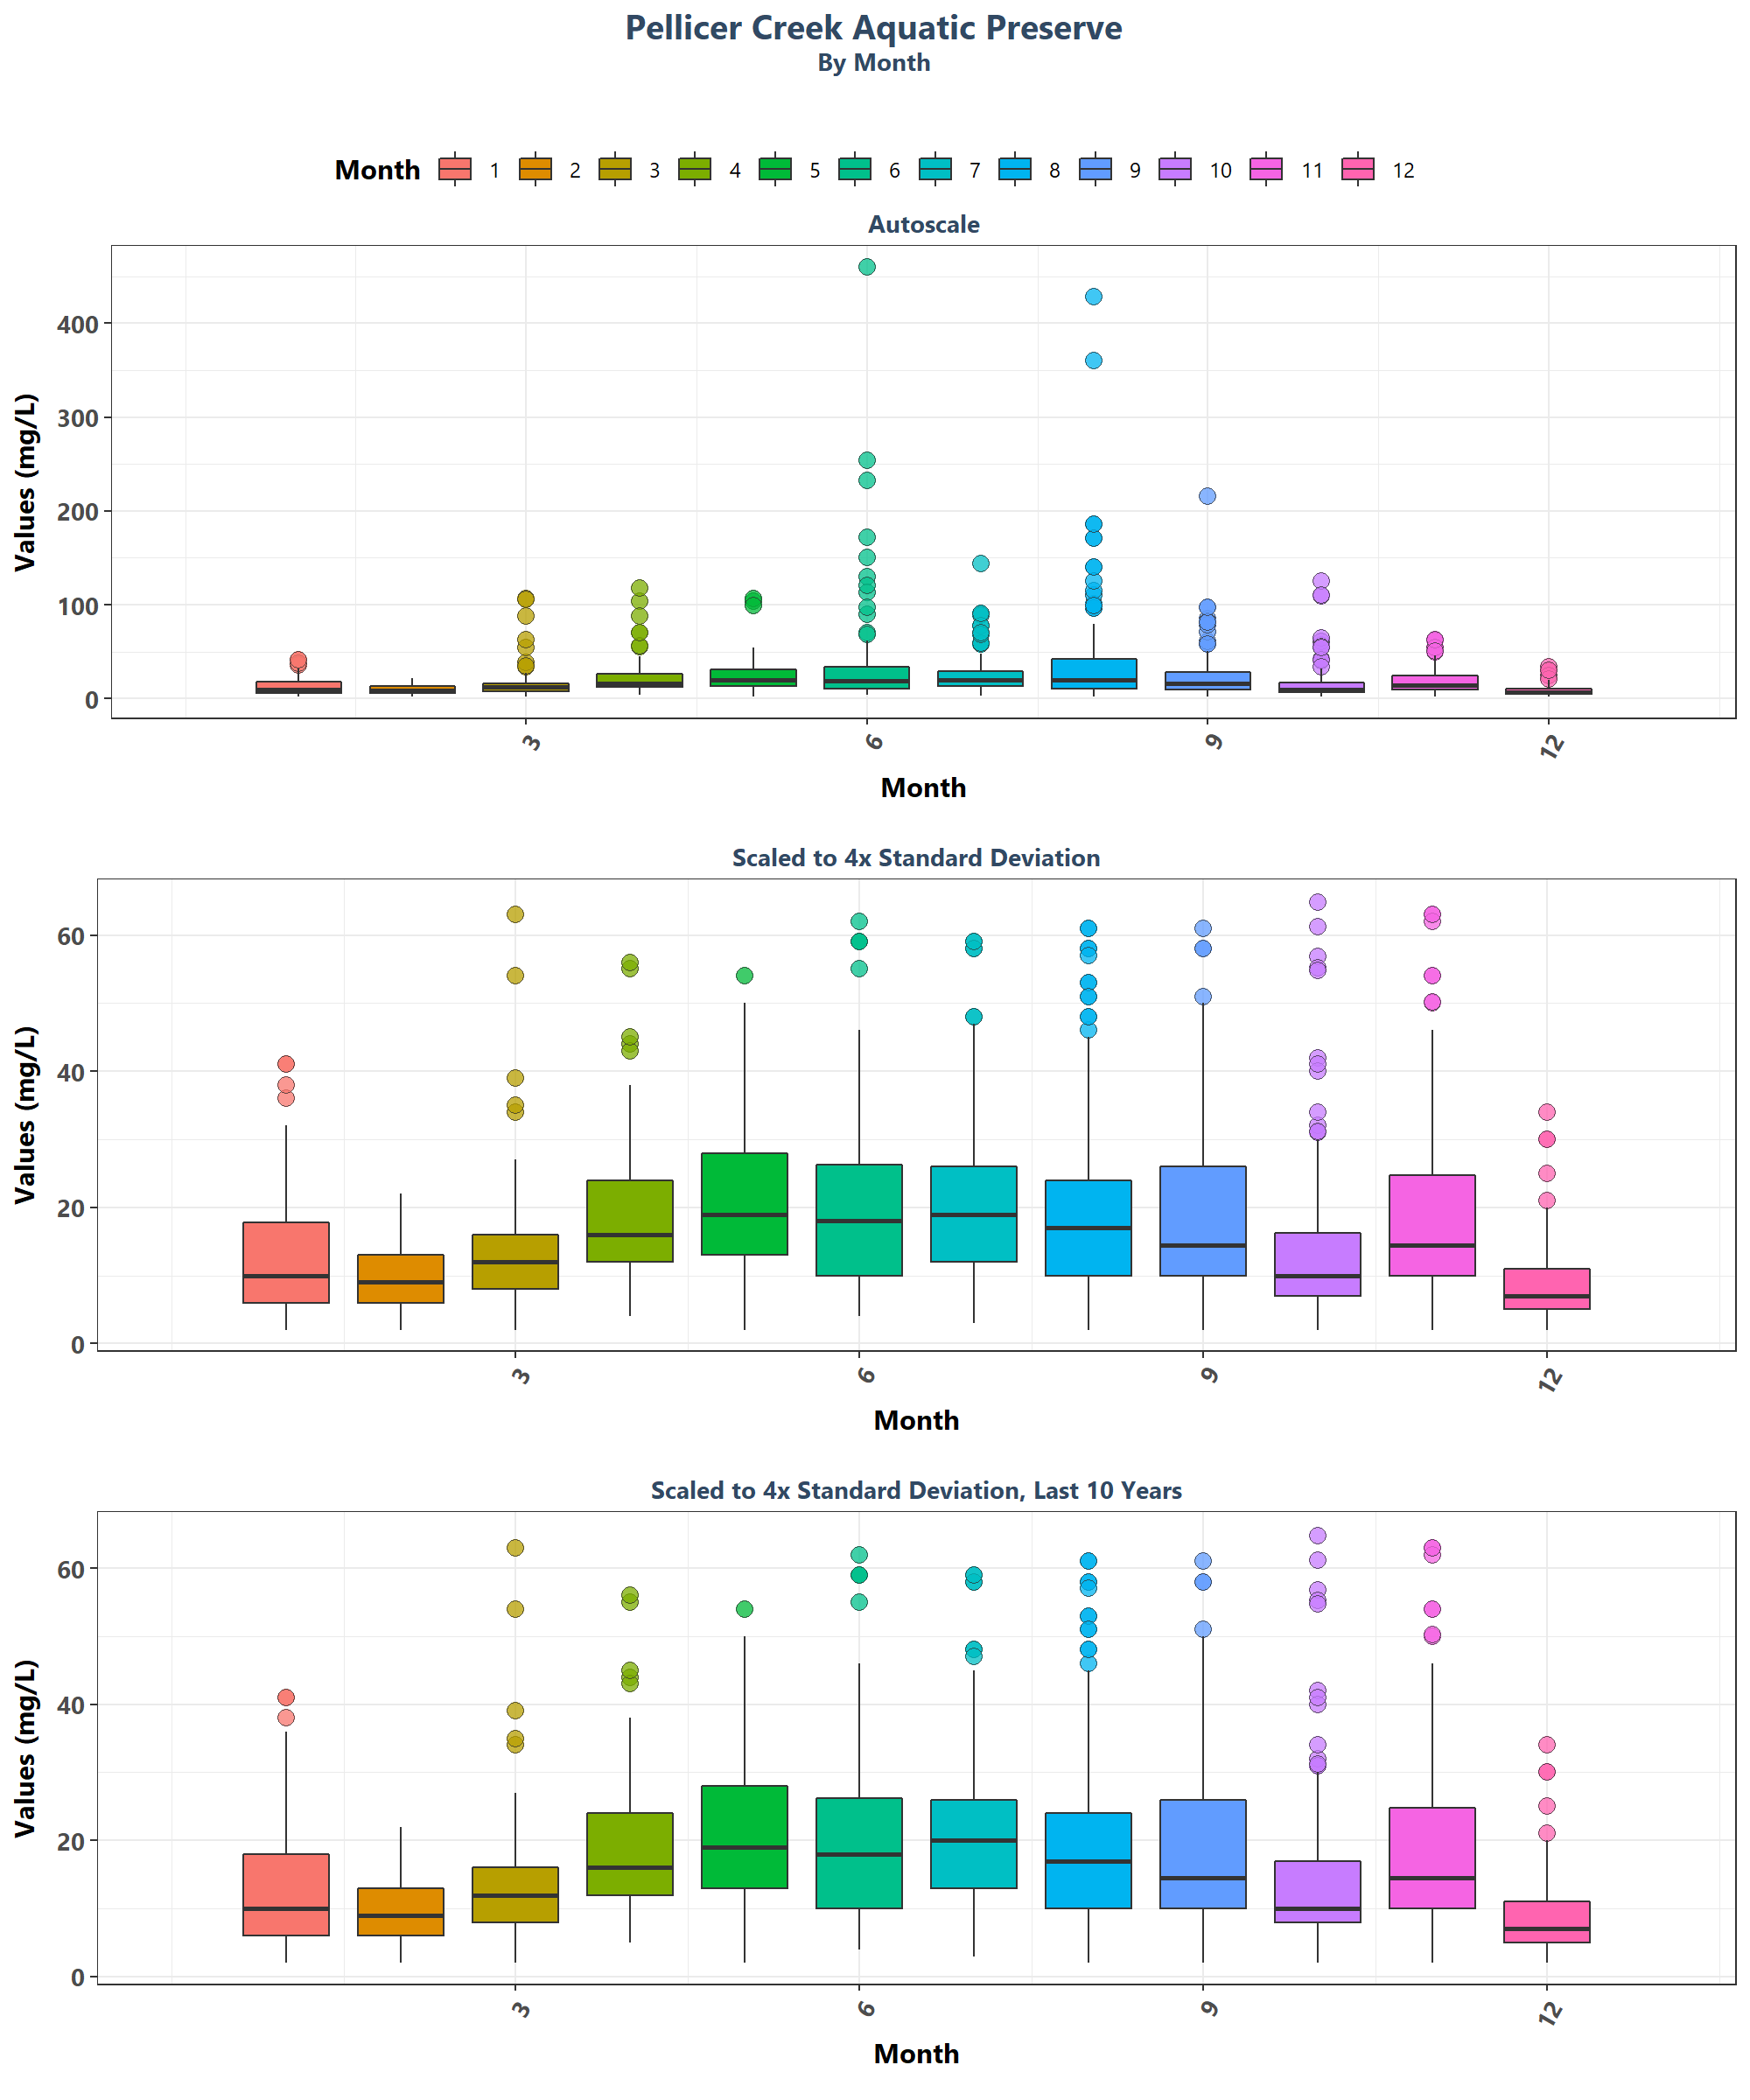 Pellicer Creek Aquatic Preserve
By Month
Month 1 2 3 4 5 6 7 8 9 10 11 12
Autoscale
Values (mg/L)
400
300
200
100
0
3 6 9 12
Month
Scaled to 4x Standard Deviation
Values (mg/L)
60
40
20
0
3 6 9 12
Month
Scaled to 4x Standard Deviation, Last 10 Years
Values (mg/L)
60
40
20
0
3 6 9 12
Month